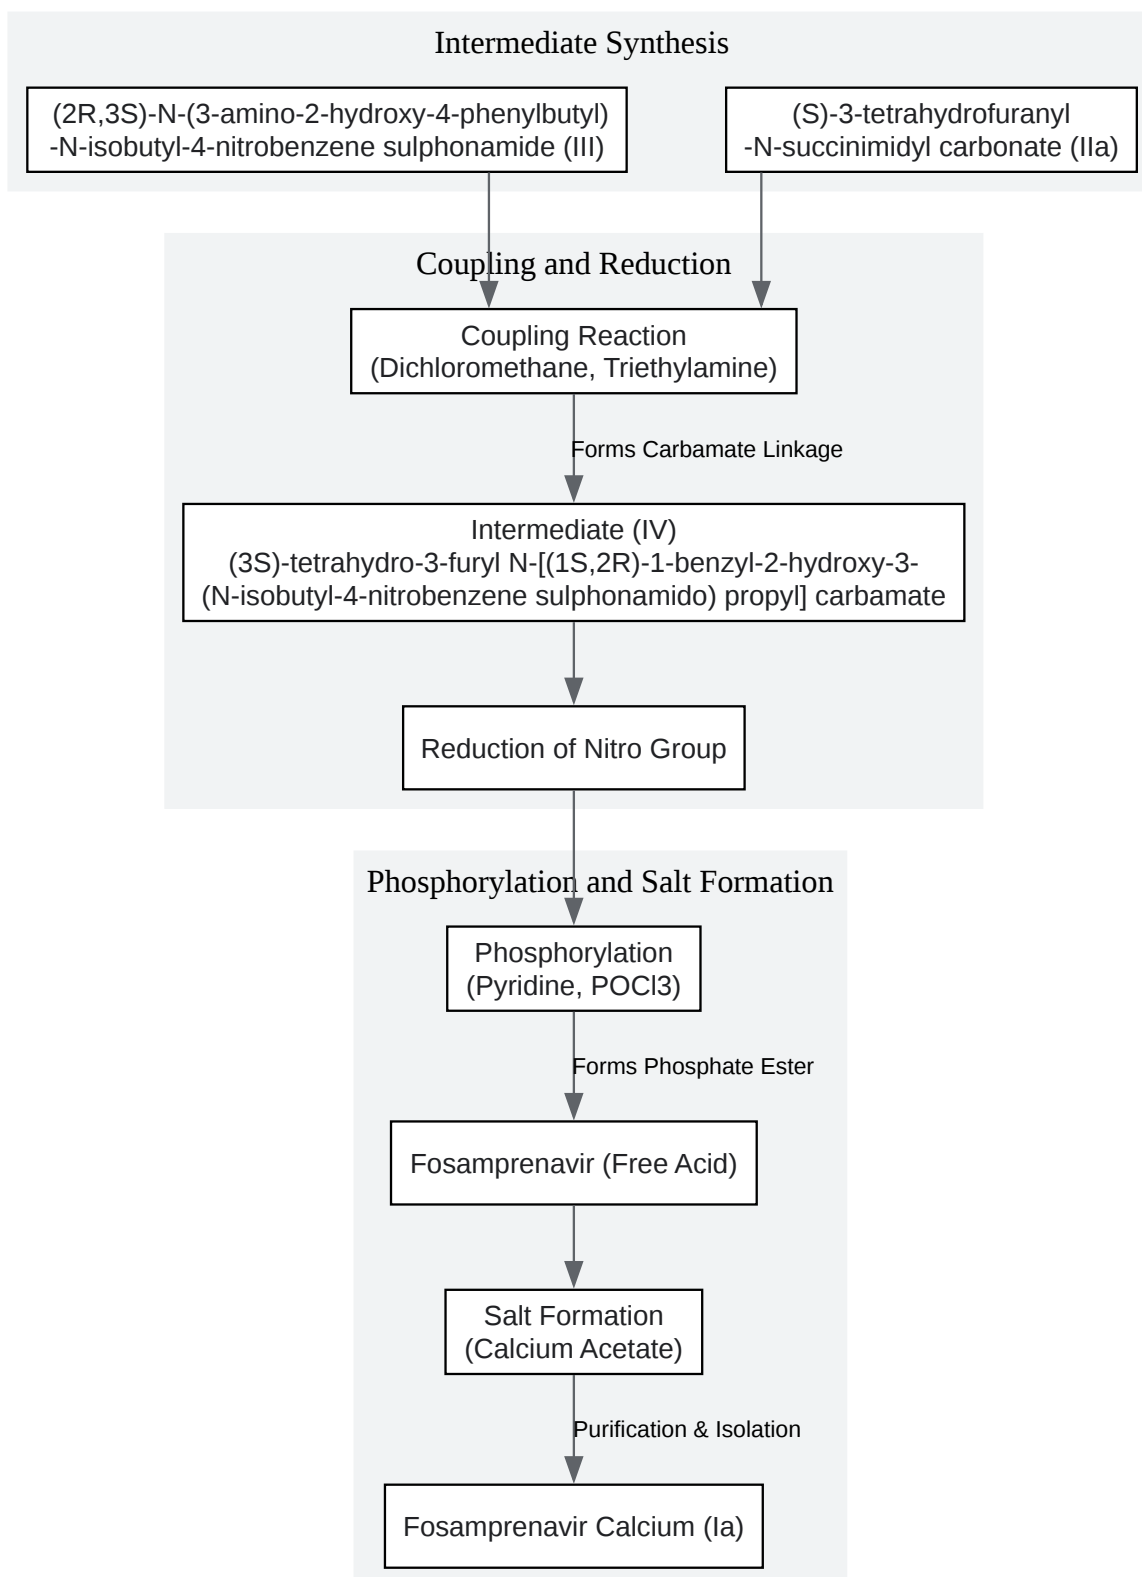 Intermediate Synthesis
(2R,3S)-N-(3-amino-2-hydroxy-4-phenylbutyl)
-N-isobutyl-4-nitrobenzene sulphonamide (III)
(S)-3-tetrahydrofuranyl
-N-succinimidyl carbonate (IIa)
Coupling and Reduction
Coupling Reaction
(Dichloromethane, Triethylamine)
Forms Carbamate Linkage
Intermediate (IV)
(3S)-tetrahydro-3-furyl N-[(1S,2R)-1-benzyl-2-hydroxy-3-
(N-isobutyl-4-nitrobenzene sulphonamido) propyl] carbamate
Reduction of Nitro Group
Phosphorylation and Salt Formation
Phosphorylation
(Pyridine, POCl3)
Forms Phosphate Ester
Fosamprenavir (Free Acid)
Salt Formation
(Calcium Acetate)
Purification & Isolation
Fosamprenavir Calcium (Ia)